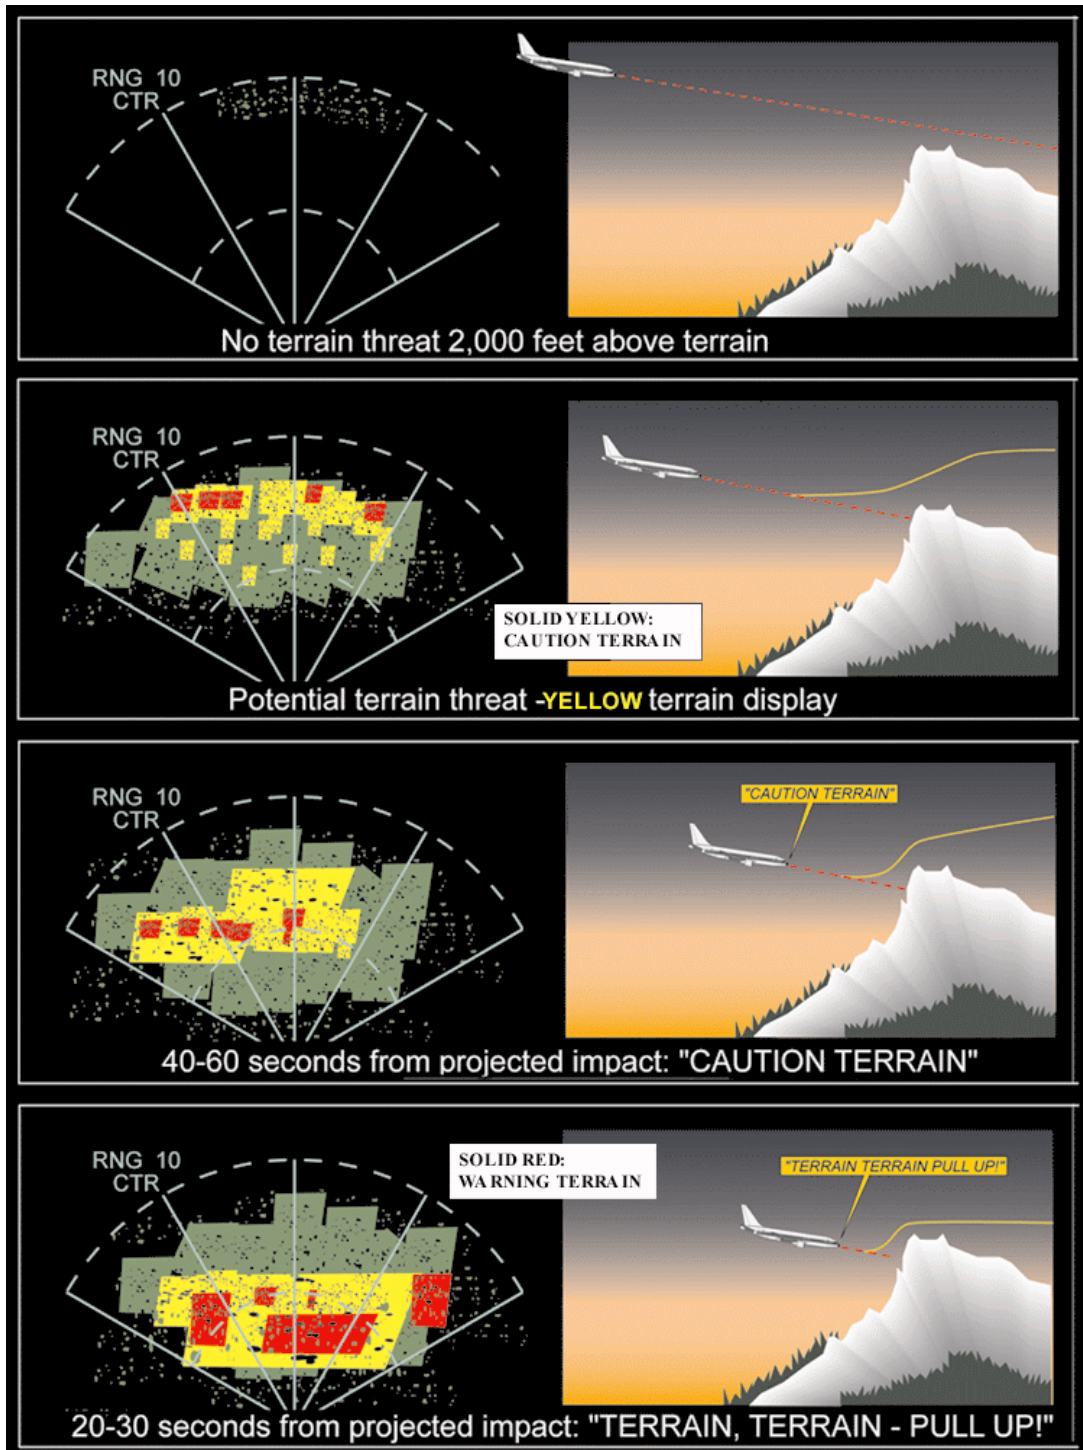 RNG 10
CTR
No terrain threat 2,000 feet above terrain
RNG 10
CTR
SOLID YELLOW:
CAUTION TERRAIN
Potential terrain threat -YELLOW terrain display
RNG 10
CTR
"CAUTION TERRAIN"
40-60 seconds from projected impact: "CAUTION TERRAIN"
RNG 10
CTR
SOLID RED:
WARNING TERRAIN
"TERRAIN TERRAIN PULL UP!"
20-30 seconds from projected impact: "TERRAIN, TERRAIN - PULL UP!"